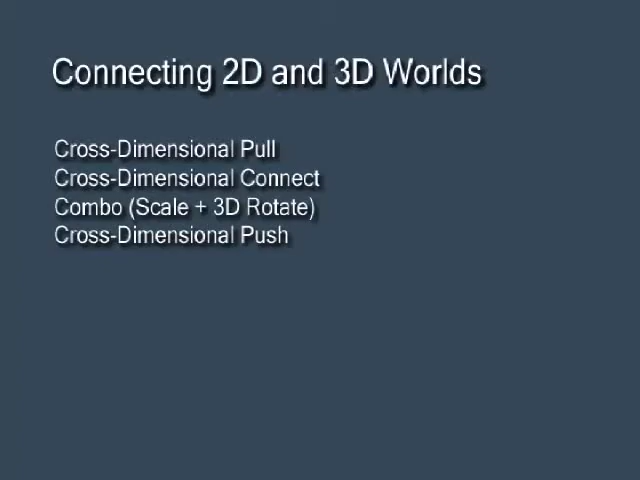 Connecting 2D and 3D Worlds
Cross-Dimensional Pull
Cross-Dimensional Connect
Combo (Scale + 3D Rotate)
Cross-Dimensional Push